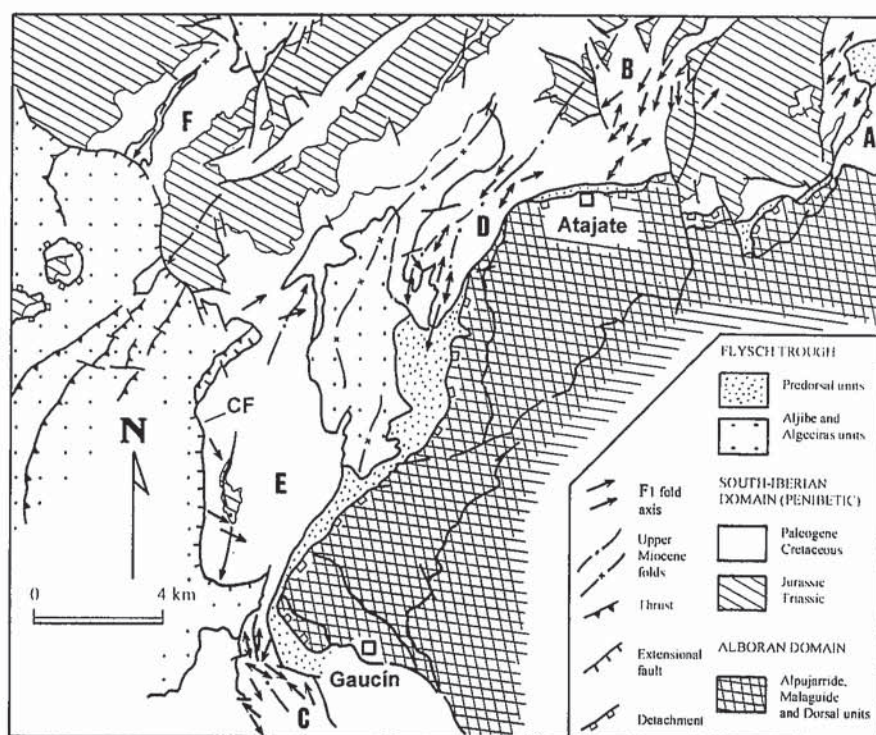 B
F
A
D
Atajate
CF
N
E
0 4 km
Gaucín
C
FLYSCH TROUGH
Predorsal units
Aljibe and
Algeciras units
SOUTH-IBERIAN
DOMAIN (PENIBETIC)
Paleogene
Cretaceous
Jurassic
Triassic
ALBORAN DOMAIN
Alpujarride,
Malaguide
and Dorsal units
F1 fold
axis
Upper
Miocene
folds
Thrust
Extensional
fault
Detachment